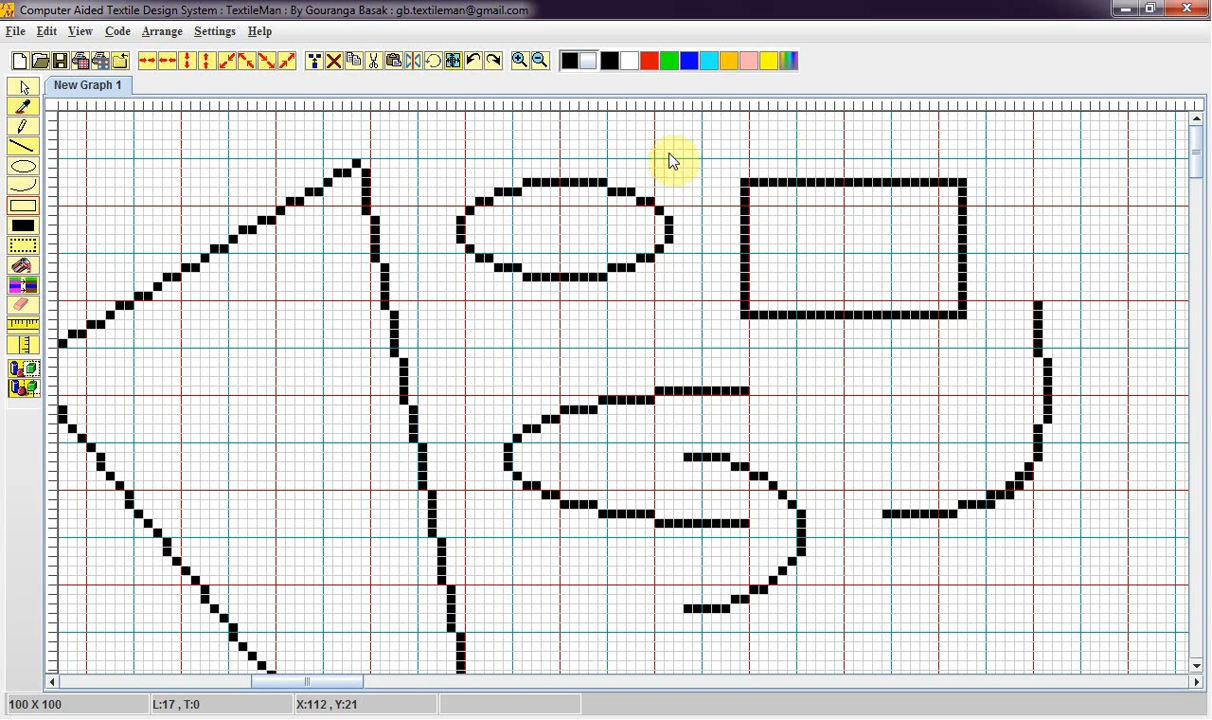 Computer Aided Textile Design System : TextileMan : By Gouranga Basak : gb.textileman@gmail.com
File Edit View Code Arrange Settings Help
New Graph 1
100 X 100 L:17 , T:0 X:112 , Y:21